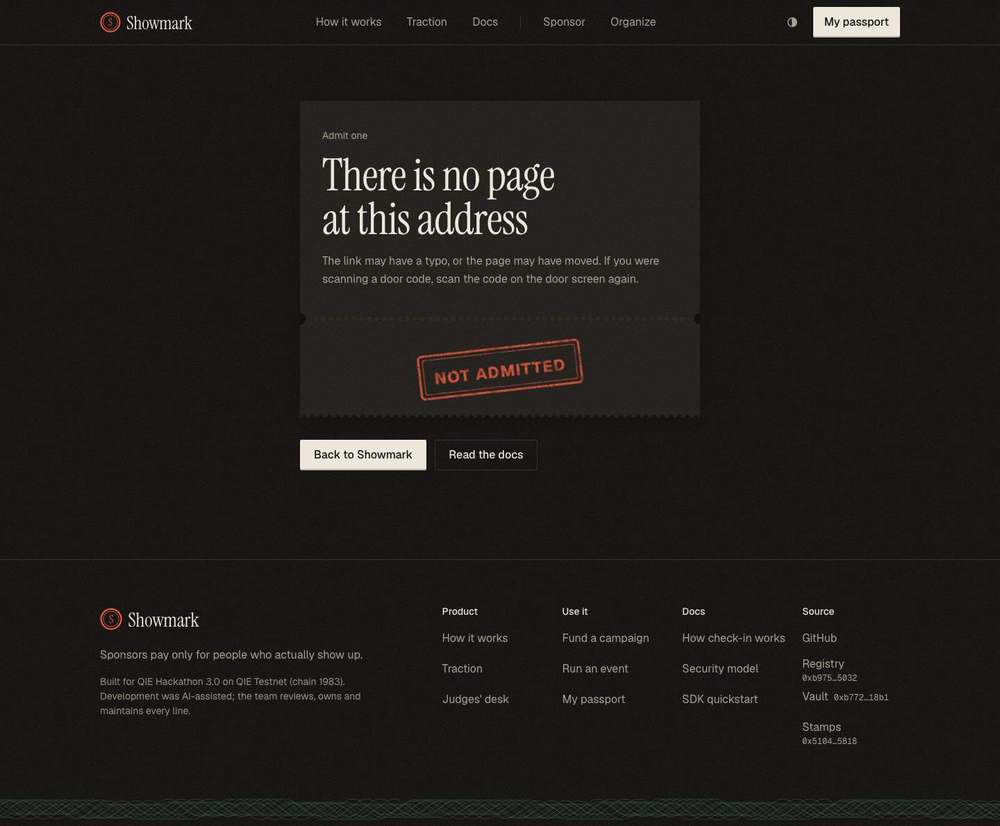 S Showmark
How it works
Traction
Docs
Sponsor
Organize
My passport
Admit one
There is no page
at this address
The link may have a typo, or the page may have moved. If you were
scanning a door code, scan the code on the door screen again.
NOT ADMITTED
Back to Showmark
Read the docs
S Showmark
Sponsors pay only for people who actually show up.
Built for QIE Hackathon 3.0 on QIE Testnet (chain 1983).
Development was AI-assisted; the team reviews, owns and
maintains every line.
Product
How it works
Traction
Judges' desk
Use it
Fund a campaign
Run an event
My passport
Docs
How check-in works
Security model
SDK quickstart
Source
GitHub
Registry
0xb975…5032
Vault 0xb772…18b1
Stamps
0x5104…5818